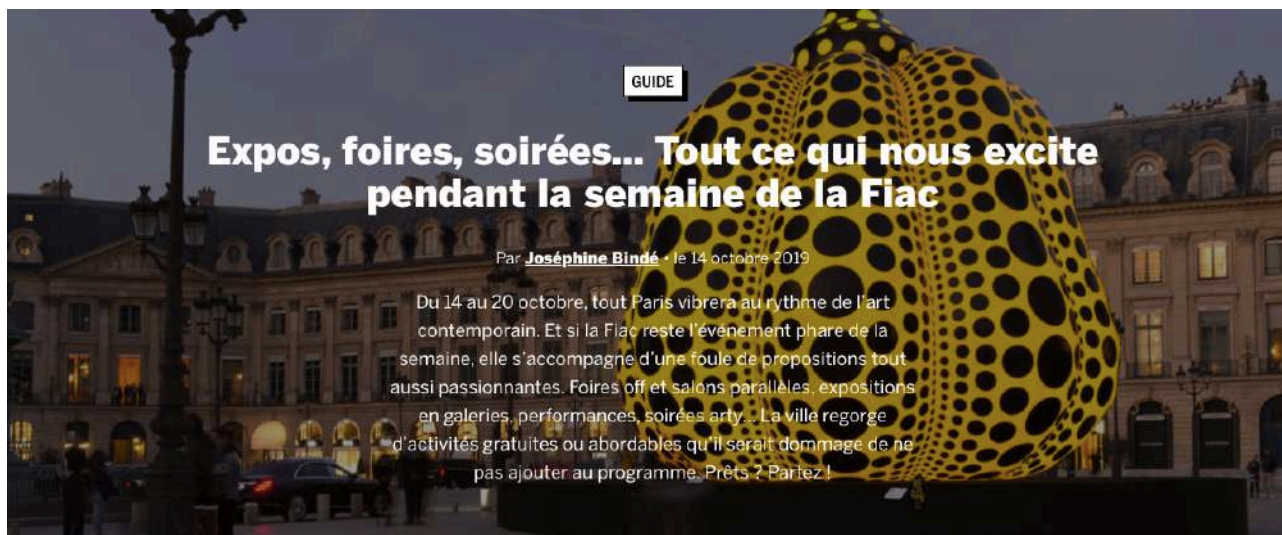 GUIDE
Expos, foires, soirées... Tout ce qui nous excite
pendant la semaine de la Fiac
Par Joséphine Bindé • le 14 octobre 2019
Du 14 au 20 octobre, tout Paris vibrera au rythme de l'art
contemporain. Et si la Fiac reste l'événement phare de la
semaine, elle s'accompagne d'une foule de propositions tout
aussi passionnantes. Foires off et salons parallèles, expositions
en galeries, performances, soirées arty... La ville regorge
d'activités gratuites ou abordables qu'il serait dommage de ne
pas ajouter au programme. Prêts ? Partez !